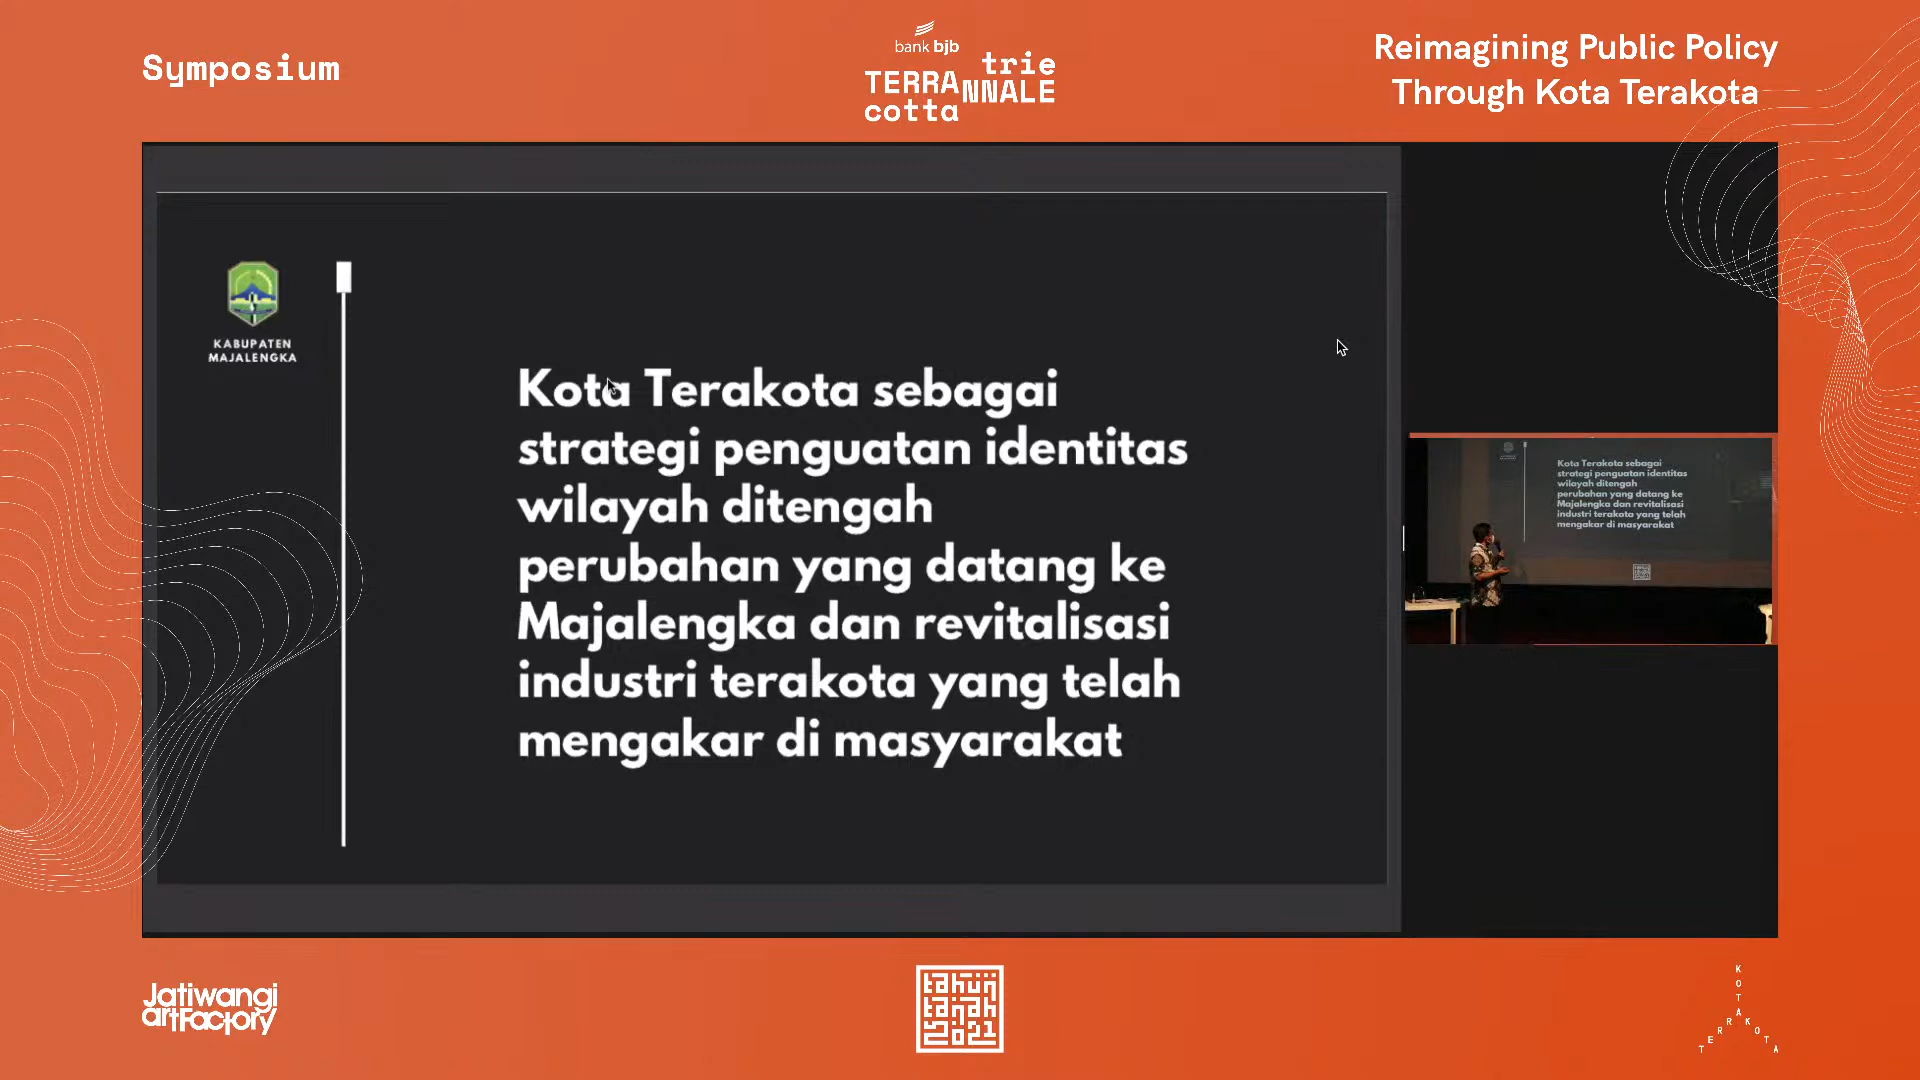 Symposium
bank bjb
TERRA
cotta
trie
NNALE
Reimagining Public Policy
Through Kota Terakota
KABUPATEN
MAJALENGKA
Kota Terakota sebagai
strategi penguatan identitas
wilayah ditengah
perubahan yang datang ke
Majalengka dan revitalisasi
industri terakota yang telah
mengakar di masyarakat
Kota Terakota sebagai
strategi penguatan identitas
wilayah ditengah
perubahan yang datang ke
Majalengka dan revitalisasi
industri terakota yang telah
mengakar di masyarakat
Jatiwangi
artFactory
tahun
tanah
2021
KOTA
TERRAKOTA